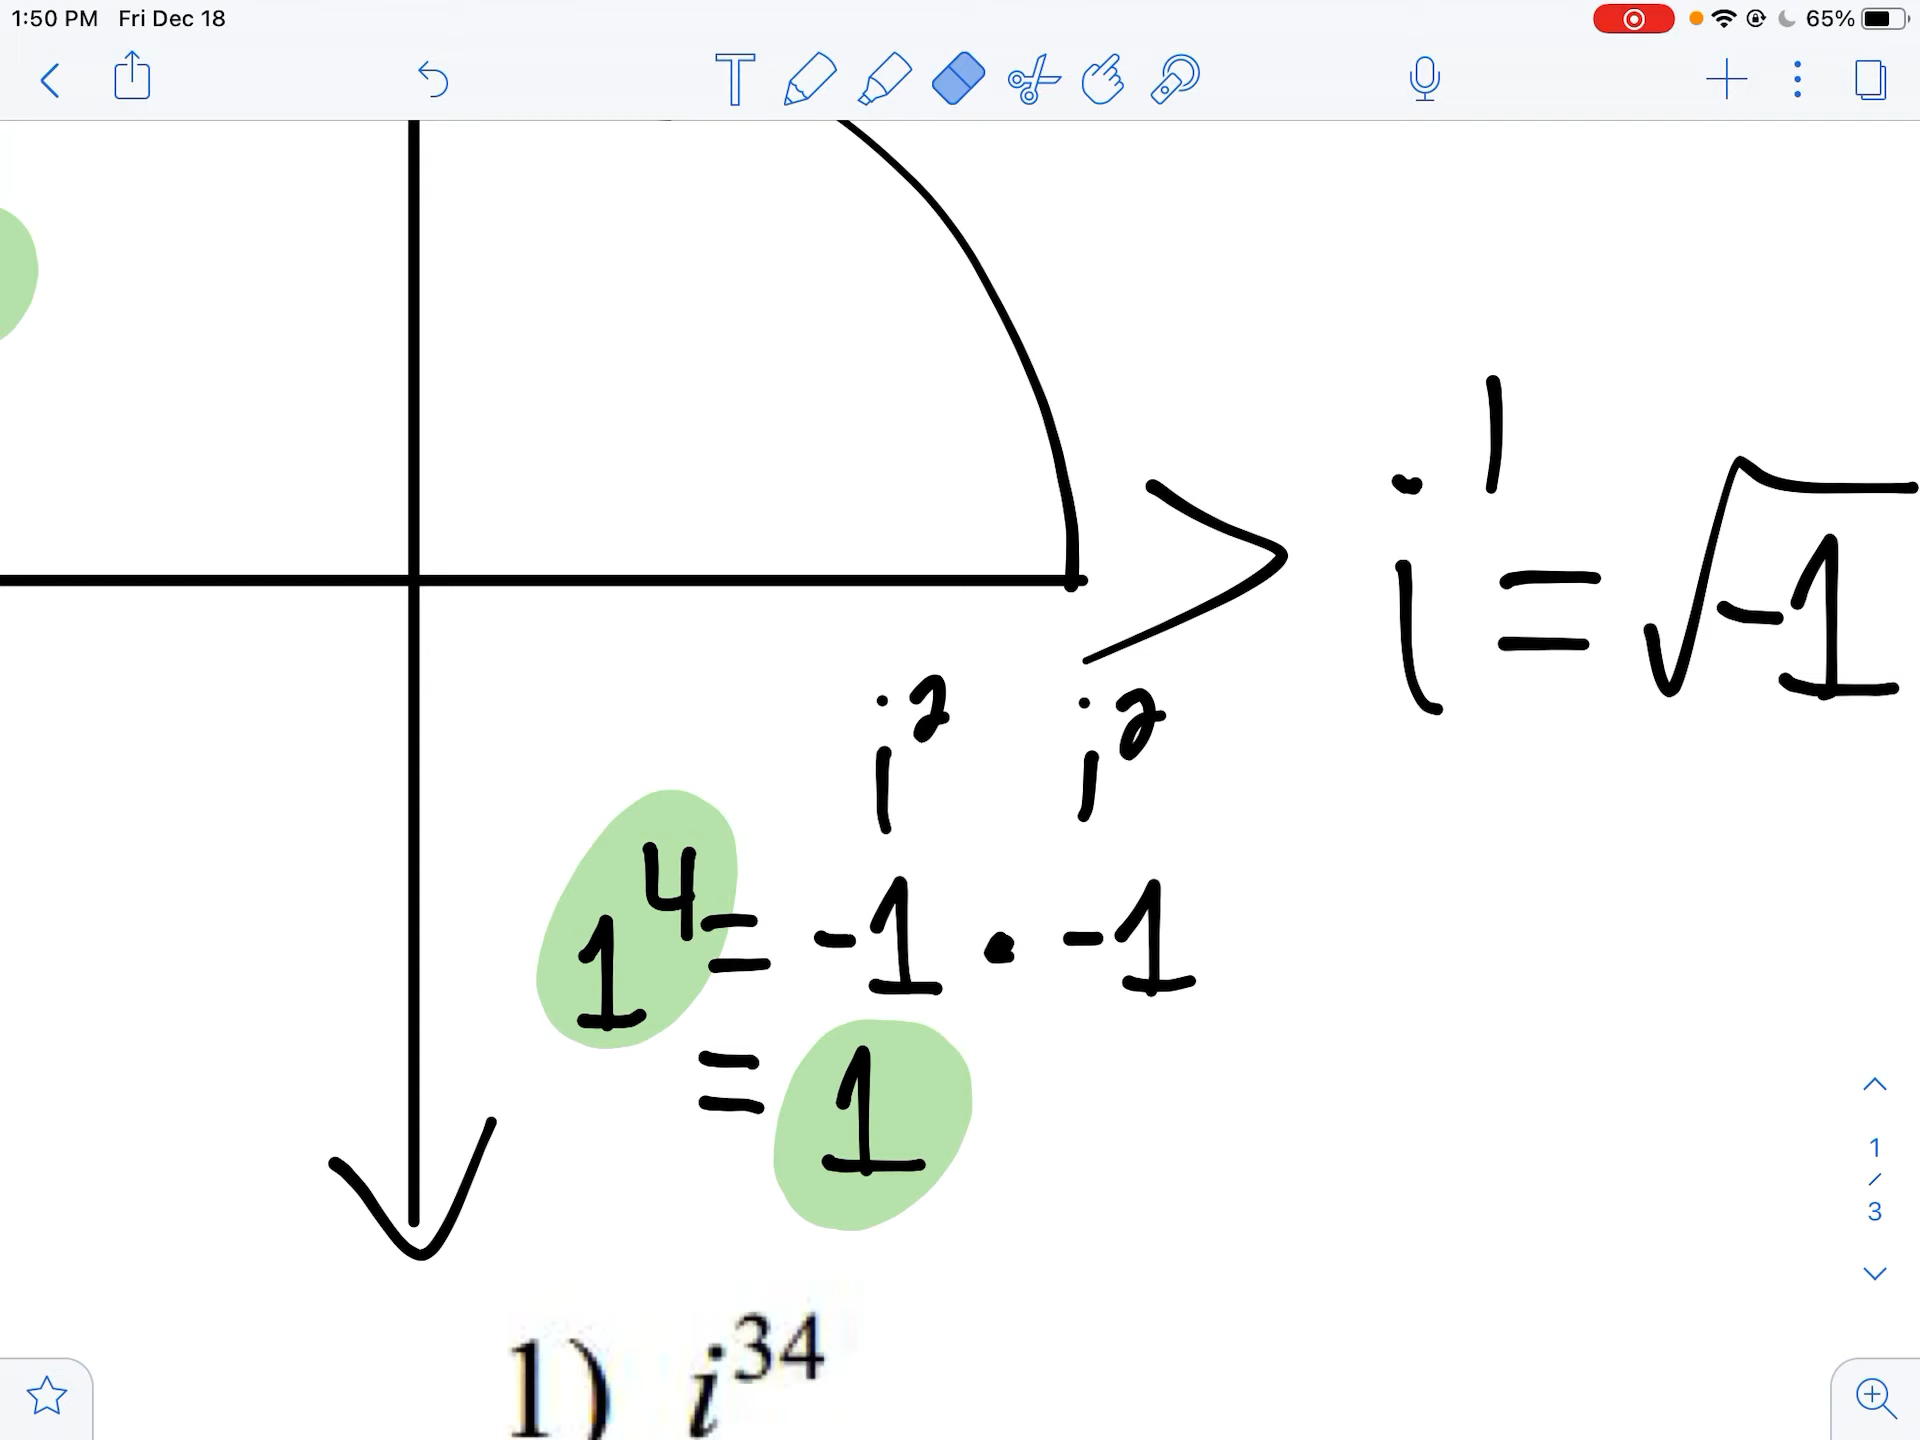 1:50 PM Fri Dec 18
65%
i¹ = √-1
i² i²
1⁴ = -1 • -1
= 1
1) i³⁴
1
/
3